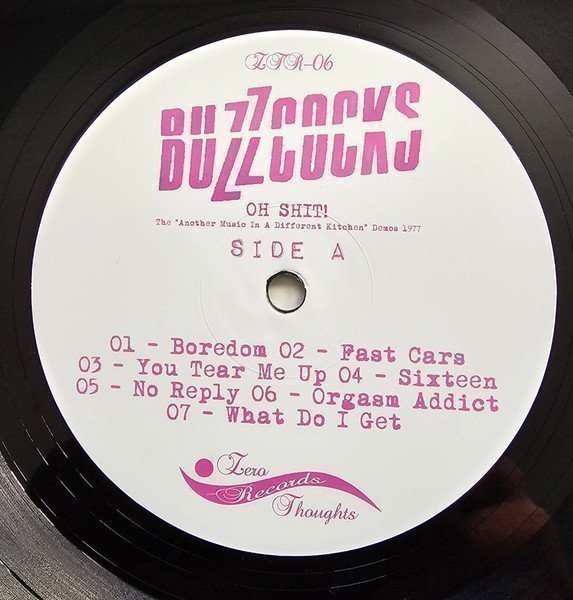 ZTR-06
BUZZCOCKS
OH SHIT!
The "Another Music In A Different Kitchen" Demos 1977
SIDE A
01 - Boredom 02 - Fast Cars
03 - You Tear Me Up 04 - Sixteen
05 - No Reply 06 - Orgasm Addict
07 - What Do I Get
Zero
Records
Thoughts